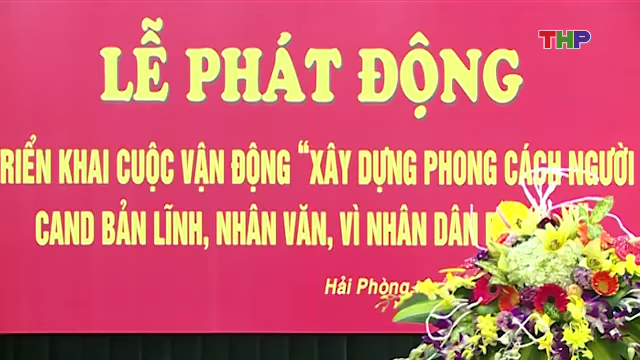 THP
LỄ PHÁT ĐỘNG
RIỂN KHAI CUỘC VẬN ĐỘNG "XÂY DỰNG PHONG CÁCH NGƯỜI
CAND BẢN LĨNH, NHÂN VĂN, VÌ NHÂN DÂN
Hải Phòng